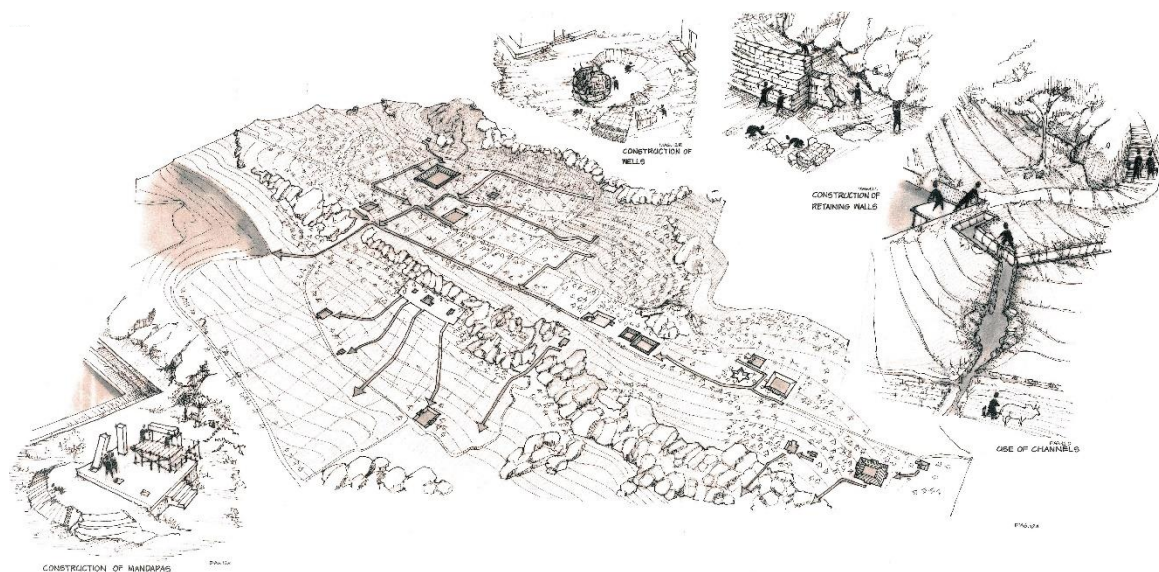 CONSTRUCTION OF
WELLS
CONSTRUCTION OF
RETAINING WALLS
USE OF CHANNELS
CONSTRUCTION OF MANDAPAS